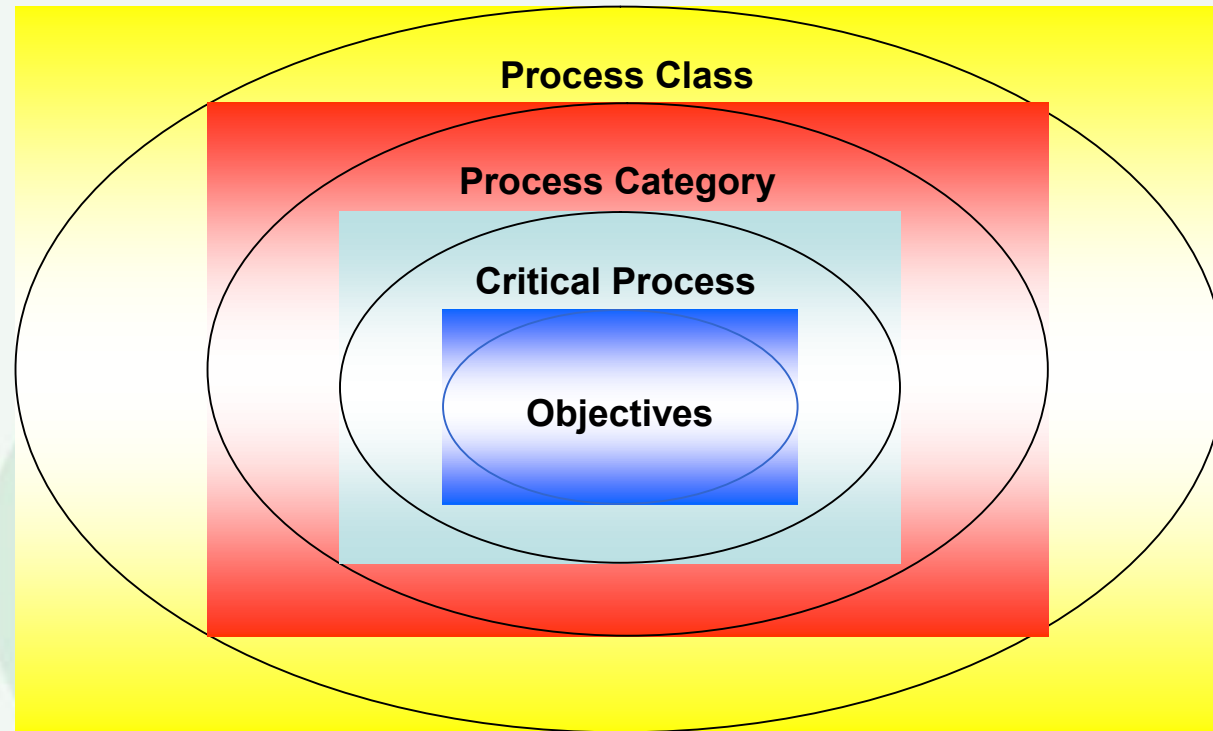 Process Class
Process Category
Critical Process
Objectives